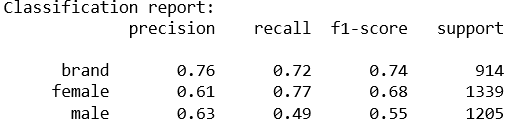 Classification report:
precision recall f1-score support
brand 0.76 0.72 0.74 914
female 0.61 0.77 0.68 1339
male 0.63 0.49 0.55 1205